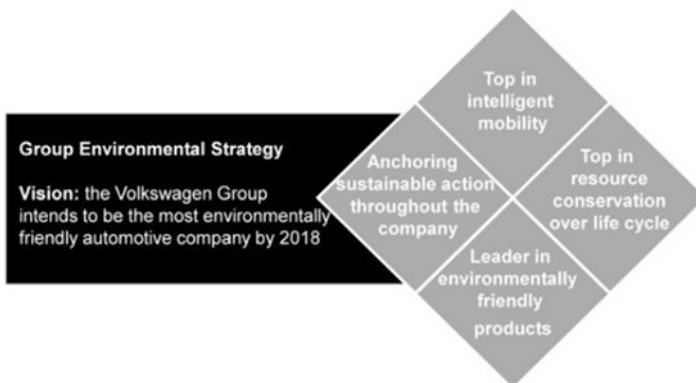 Group Environmental Strategy
Vision: the Volkswagen Group
intends to be the most environmentally
friendly automotive company by 2018
Top in
intelligent
mobility
Anchoring
sustainable action
throughout the
company
Top in
resource
conservation
over life cycle
Leader in
environmentally
friendly
products